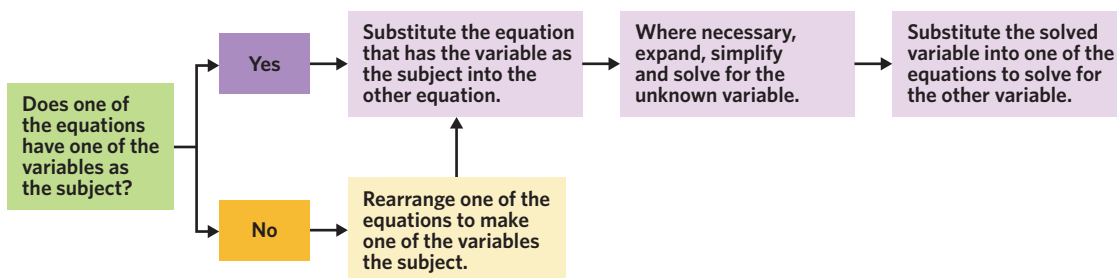 Does one of
the equations
have one of the
variables as
the subject?
Yes
Substitute the equation
that has the variable as
the subject into the
other equation.
Where necessary,
expand, simplify
and solve for the
unknown variable.
Substitute the solved
variable into one of the
equations to solve for
the other variable.
No
Rearrange one of the
equations to make
one of the variables
the subject.